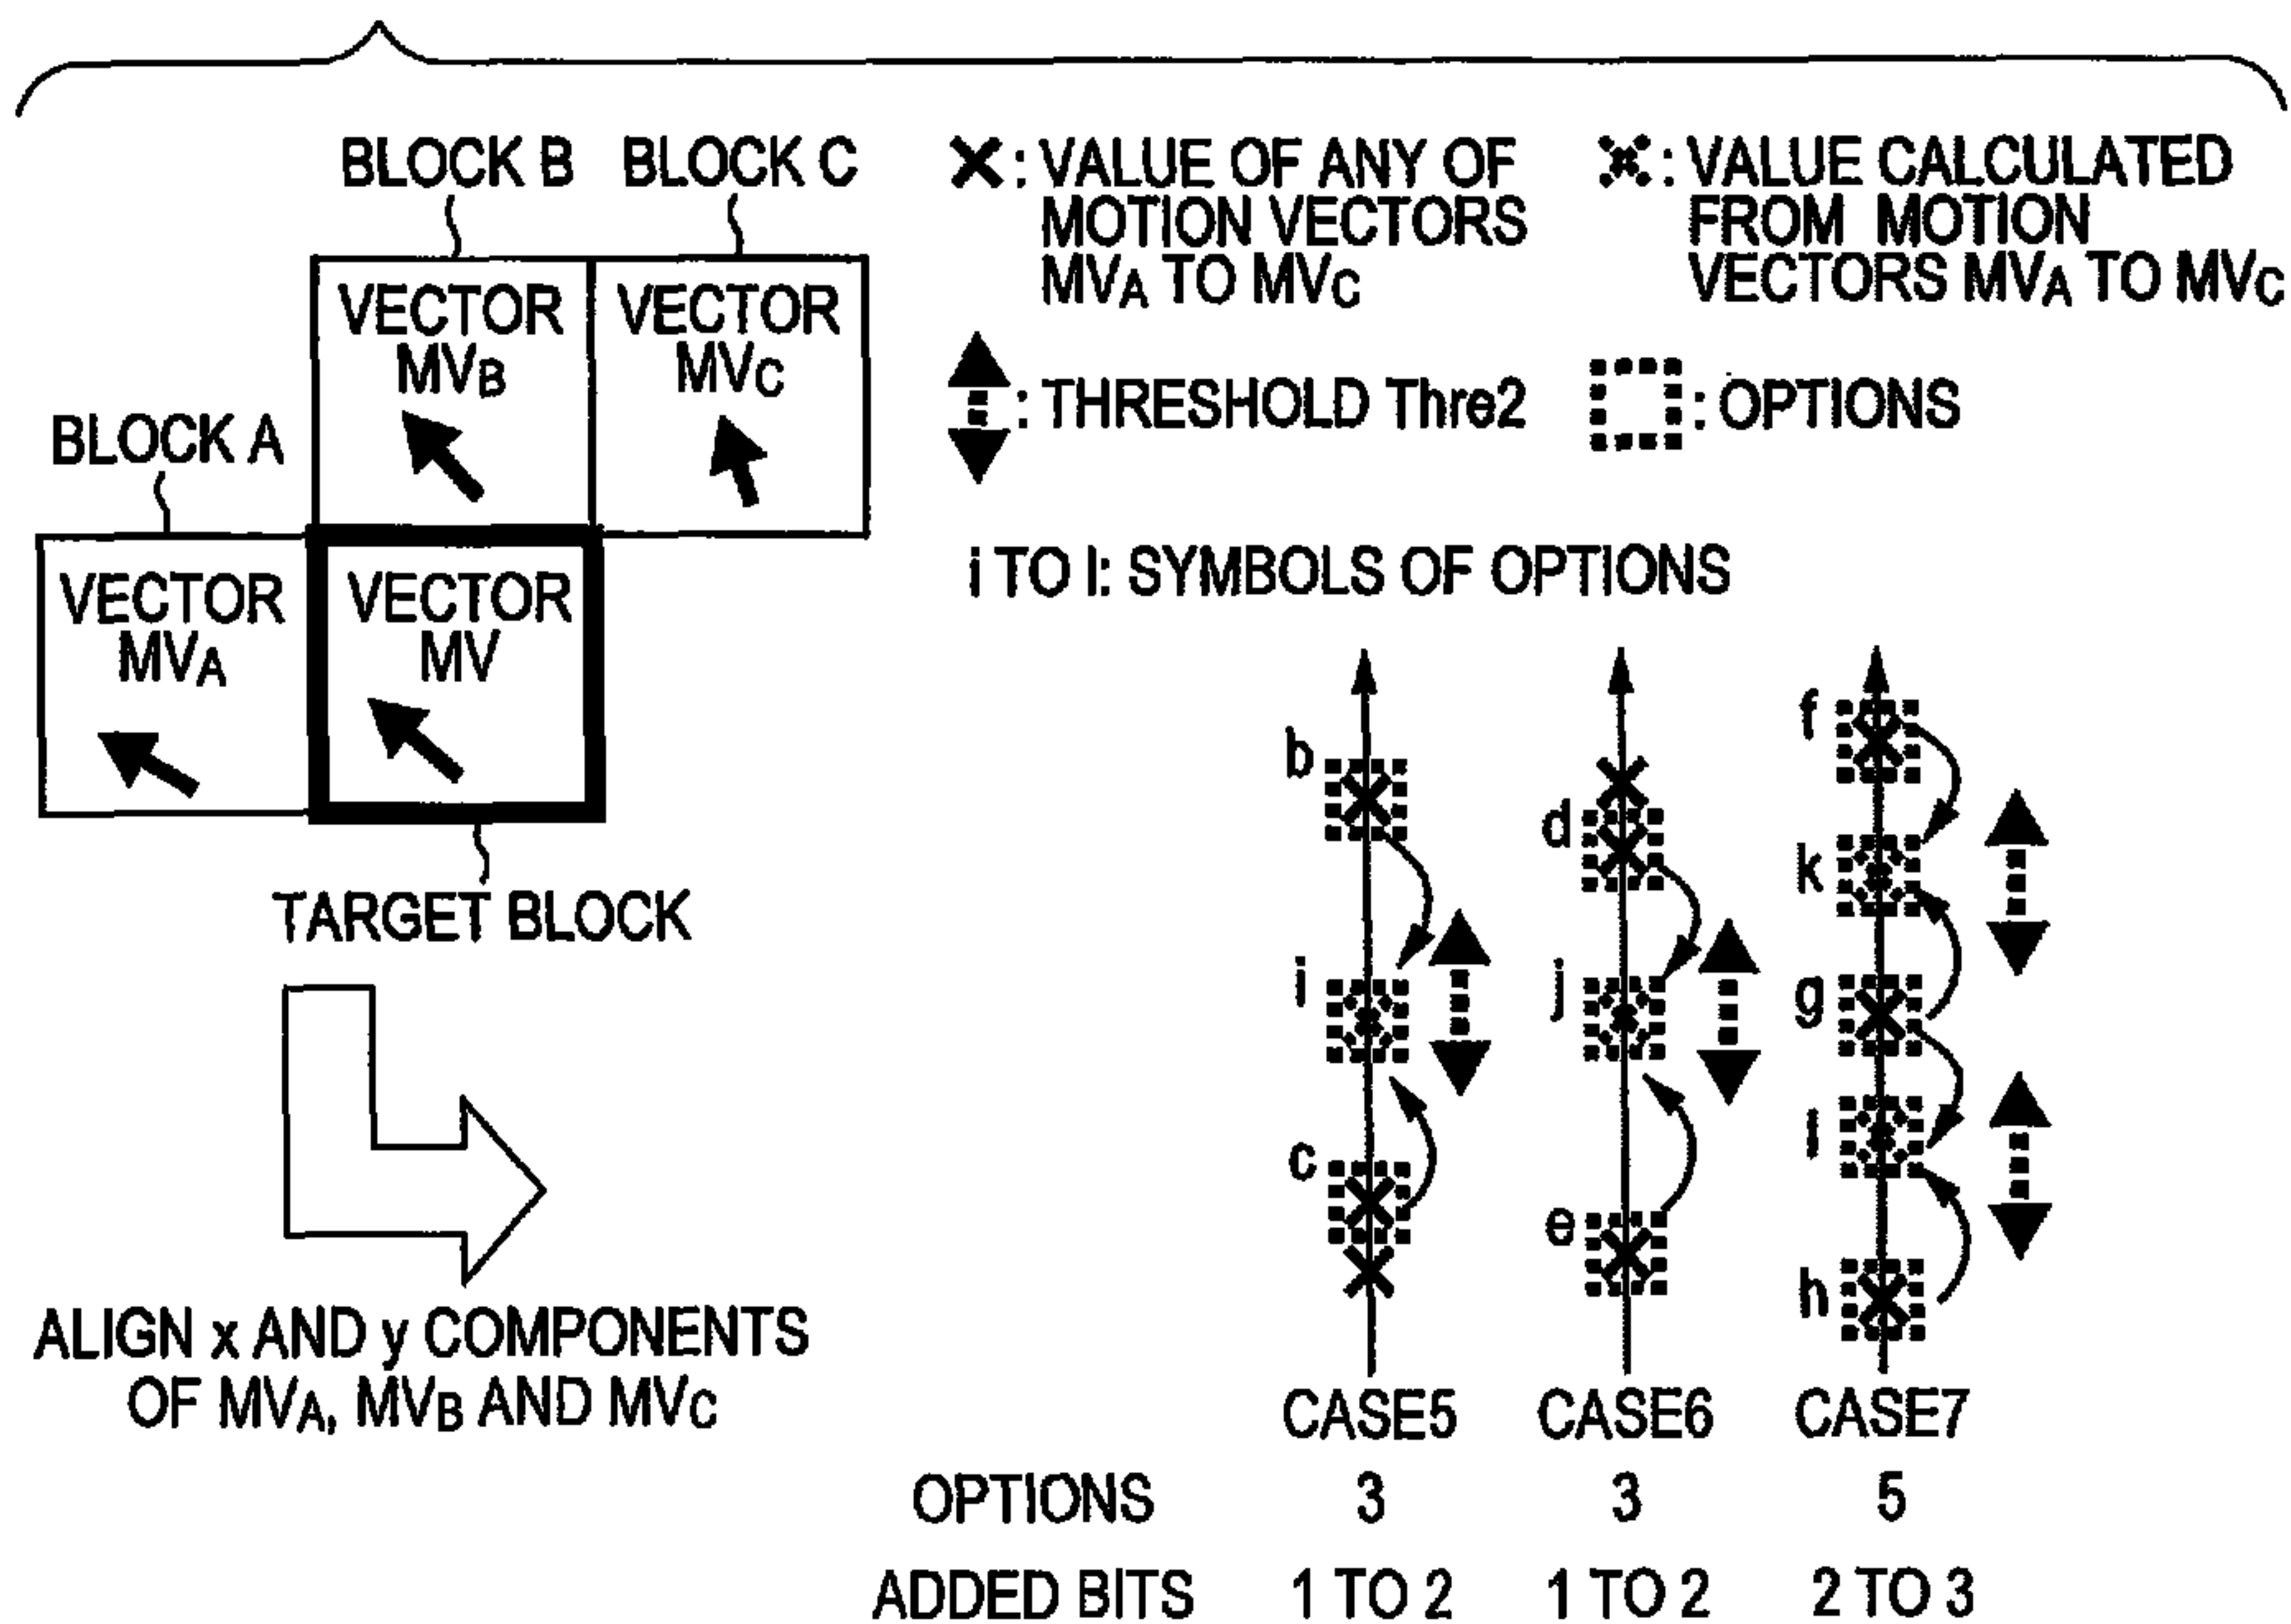 BLOCK B BLOCK C
VECTOR MVB
VECTOR MVC
BLOCK A
VECTOR MVA
VECTOR MV
TARGET BLOCK
ALIGN x AND y COMPONENTS
OF MVA, MVB AND MVC
: VALUE OF ANY OF
MOTION VECTORS
MVA TO MVC
: VALUE CALCULATED
FROM MOTION
VECTORS MVA TO MVC
: THRESHOLD Thre2
: OPTIONS
i TO l: SYMBOLS OF OPTIONS
b
i
c
d
j
e
f
k
g
l
h
CASE5 CASE6 CASE7
OPTIONS 3 3 5
ADDED BITS 1 TO 2 1 TO 2 2 TO 3